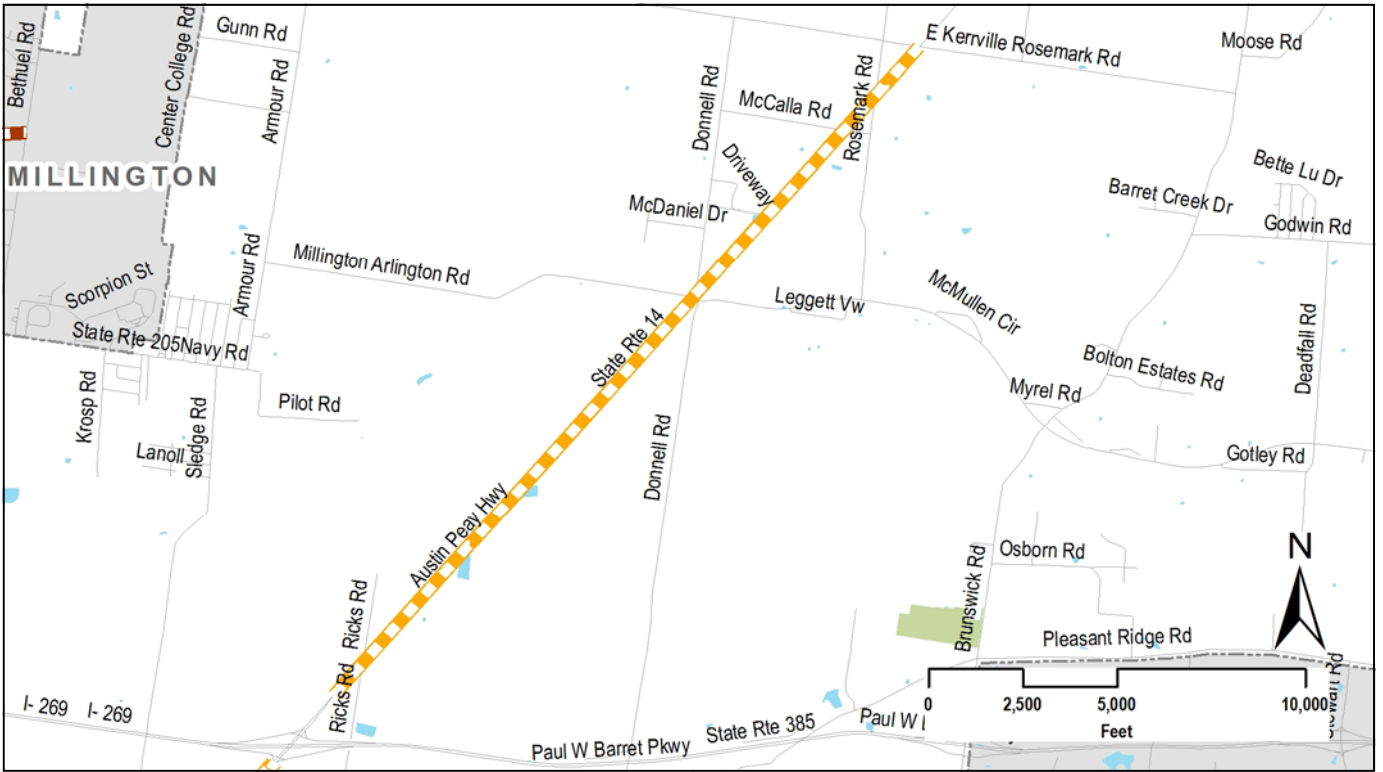 Bethuel Rd
Center College Rd
Gunn Rd
Armour Rd
MILLINGTON
Donnell Rd
McCalla Rd
Rosemark Rd
E Kerrville Rosemark Rd
Moose Rd
Driveway
McDaniel Dr
Barret Creek Dr
Bette Lu Dr
Godwin Rd
Scorpion St
Armour Rd
Millington Arlington Rd
Leggett Vw
McMullen Cir
State Rte 14
State Rte 205Navy Rd
Deadfall Rd
Bolton Estates Rd
Myrel Rd
Krosp Rd
Sledge Rd
Pilot Rd
Lanoll
Donnell Rd
Gotley Rd
Austin Peay Hwy
Osborn Rd
N
Ricks Rd
Brunswick Rd
Pleasant Ridge Rd
Ricks Rd
I- 269
I- 269
0
2,500
5,000
10,000
Feet
Paul W Barret Pkwy
State Rte 385
Paul W